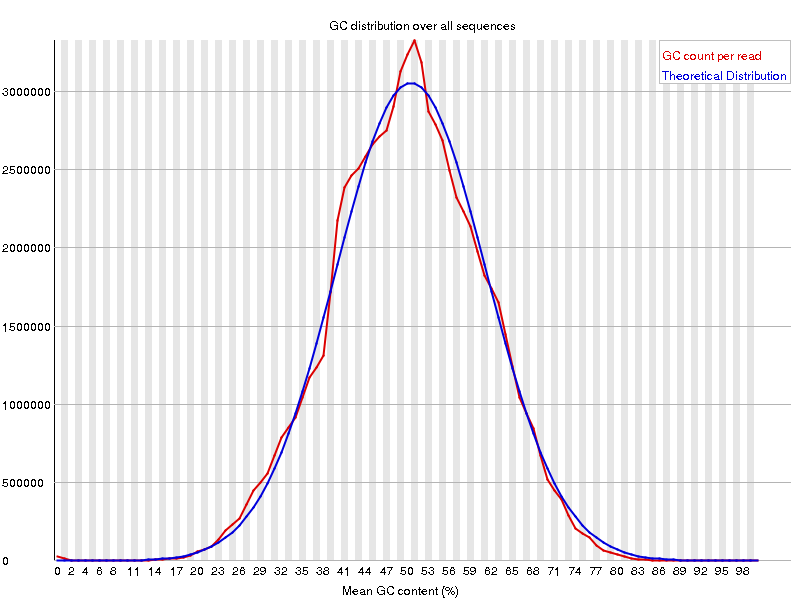 GC distribution over all sequences
GC count per read
Theoretical Distribution
3000000
2500000
2000000
1500000
1000000
500000
0
0 2 4 6 8 11 14 17 20 23 26 29 32 35 38 41 44 47 50 53 56 59 62 65 68 71 74 77 80 83 86 89 92 95 98
Mean GC content (%)